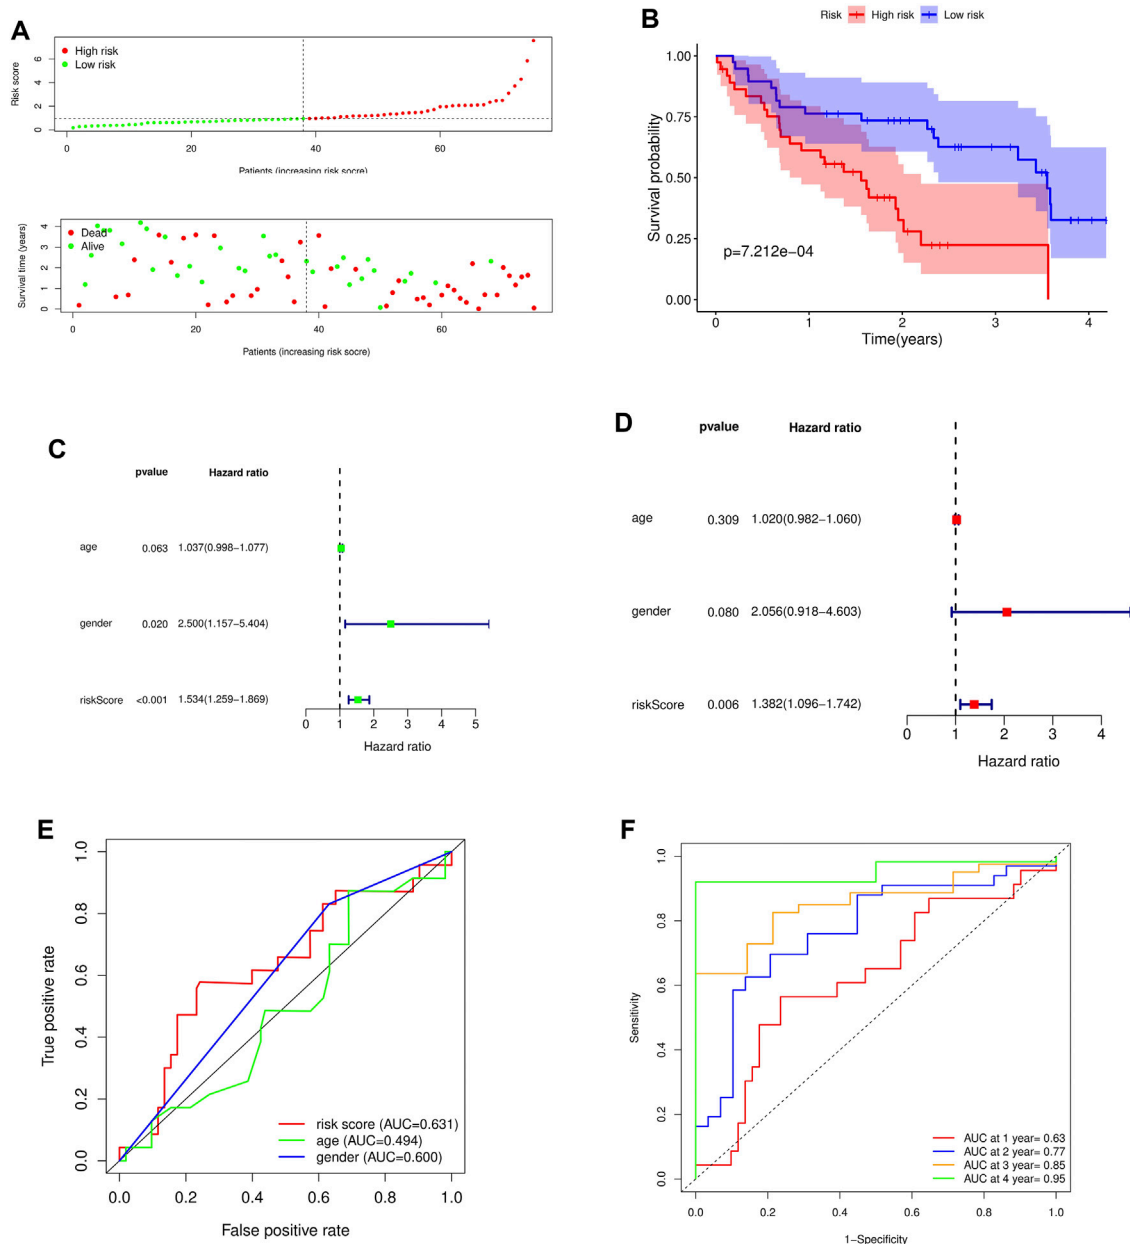 A
High risk
Low risk
Risk score
0
2
4
6
0
20
40
60
Patients (increasing risk socre)
Dead
Alive
Survival time (years)
0
1
2
3
4
0
20
40
60
Patients (increasing risk socre)
B
Risk High risk Low risk
Survival probability
1.00
0.75
0.50
0.25
0.00
p=7.212e−04
0
1
2
3
4
Time(years)
C
pvalue Hazard ratio
age 0.063 1.037(0.998−1.077)
gender 0.020 2.500(1.157−5.404)
riskScore <0.001 1.534(1.259−1.869)
0 1 2 3 4 5
Hazard ratio
D
pvalue Hazard ratio
age 0.309 1.020(0.982−1.060)
gender 0.080 2.056(0.918−4.603)
riskScore 0.006 1.382(1.096−1.742)
0 1 2 3 4
Hazard ratio
E
True positive rate
1.0
0.8
0.6
0.4
0.2
0.0
risk score (AUC=0.631)
age (AUC=0.494)
gender (AUC=0.600)
0.0 0.2 0.4 0.6 0.8 1.0
False positive rate
F
Sensitivity
1.0
0.8
0.6
0.4
0.2
0.0
AUC at 1 year= 0.63
AUC at 2 year= 0.77
AUC at 3 year= 0.85
AUC at 4 year= 0.95
0.0 0.2 0.4 0.6 0.8 1.0
1−Specificity